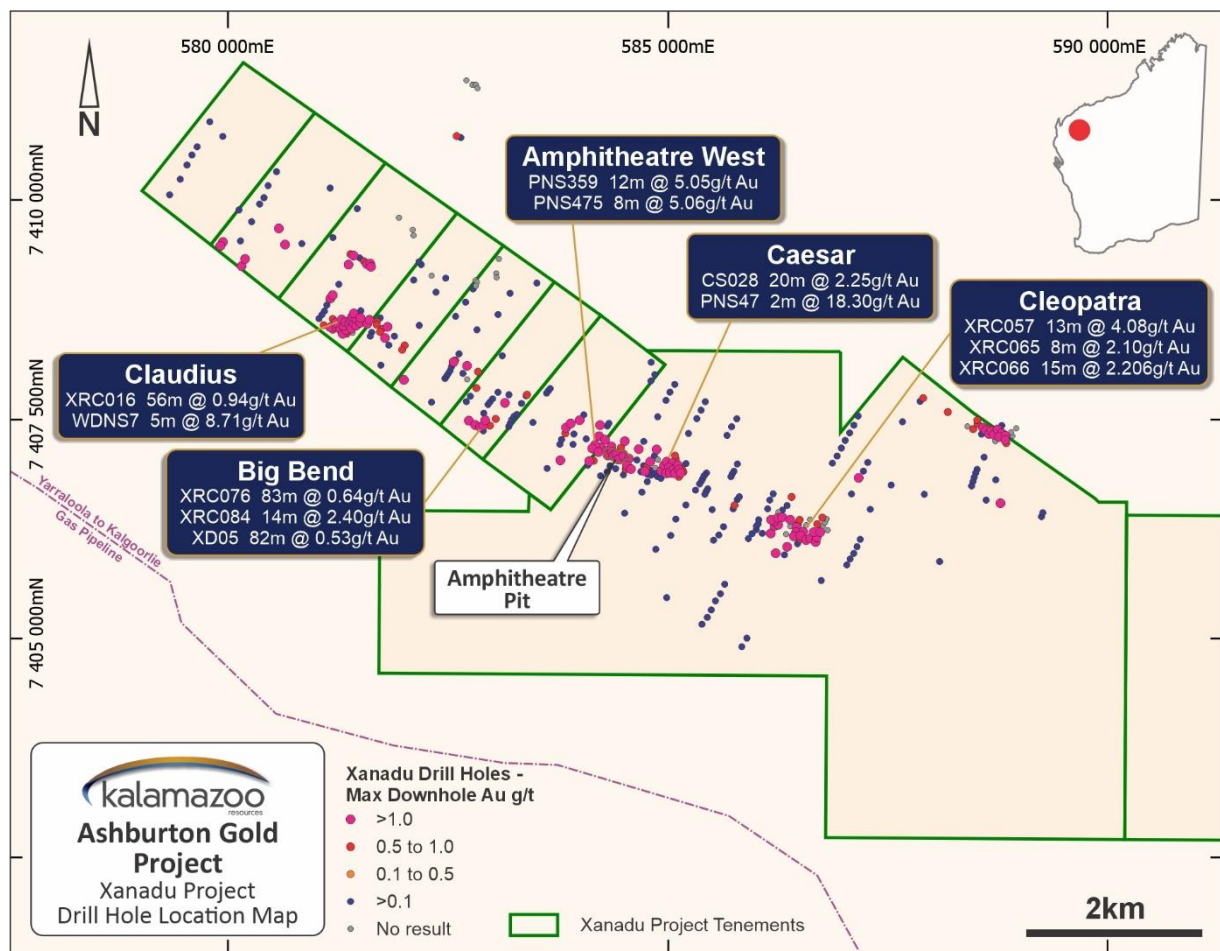 580 000mE
585 000mE
590 000mE
N
7 410 000mN
7 407 500mN
7 405 000mN
Amphitheatre West
PNS359 12m @ 5.05g/t Au
PNS475 8m @ 5.06g/t Au
Caesar
CS028 20m @ 2.25g/t Au
PNS47 2m @ 18.30g/t Au
Cleopatra
XRC057 13m @ 4.08g/t Au
XRC065 8m @ 2.10g/t Au
XRC066 15m @ 2.206g/t Au
Claudius
XRC016 56m @ 0.94g/t Au
WDNS7 5m @ 8.71g/t Au
Big Bend
XRC076 83m @ 0.64g/t Au
XRC084 14m @ 2.40g/t Au
XD05 82m @ 0.53g/t Au
Yarraloola to Kalgoorlie
Gas Pipeline
Amphitheatre
Pit
kalamazoo
resources
Ashburton Gold
Project
Xanadu Project
Drill Hole Location Map
Xanadu Drill Holes -
Max Downhole Au g/t
>1.0
0.5 to 1.0
0.1 to 0.5
>0.1
No result
Xanadu Project Tenements
2km